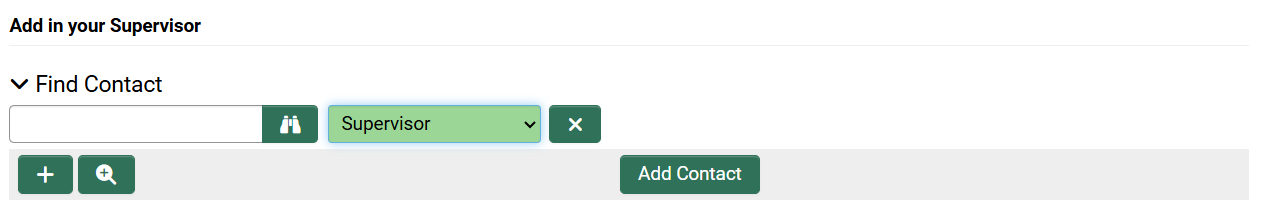 Add in your Supervisor
Find Contact
Supervisor
Add Contact